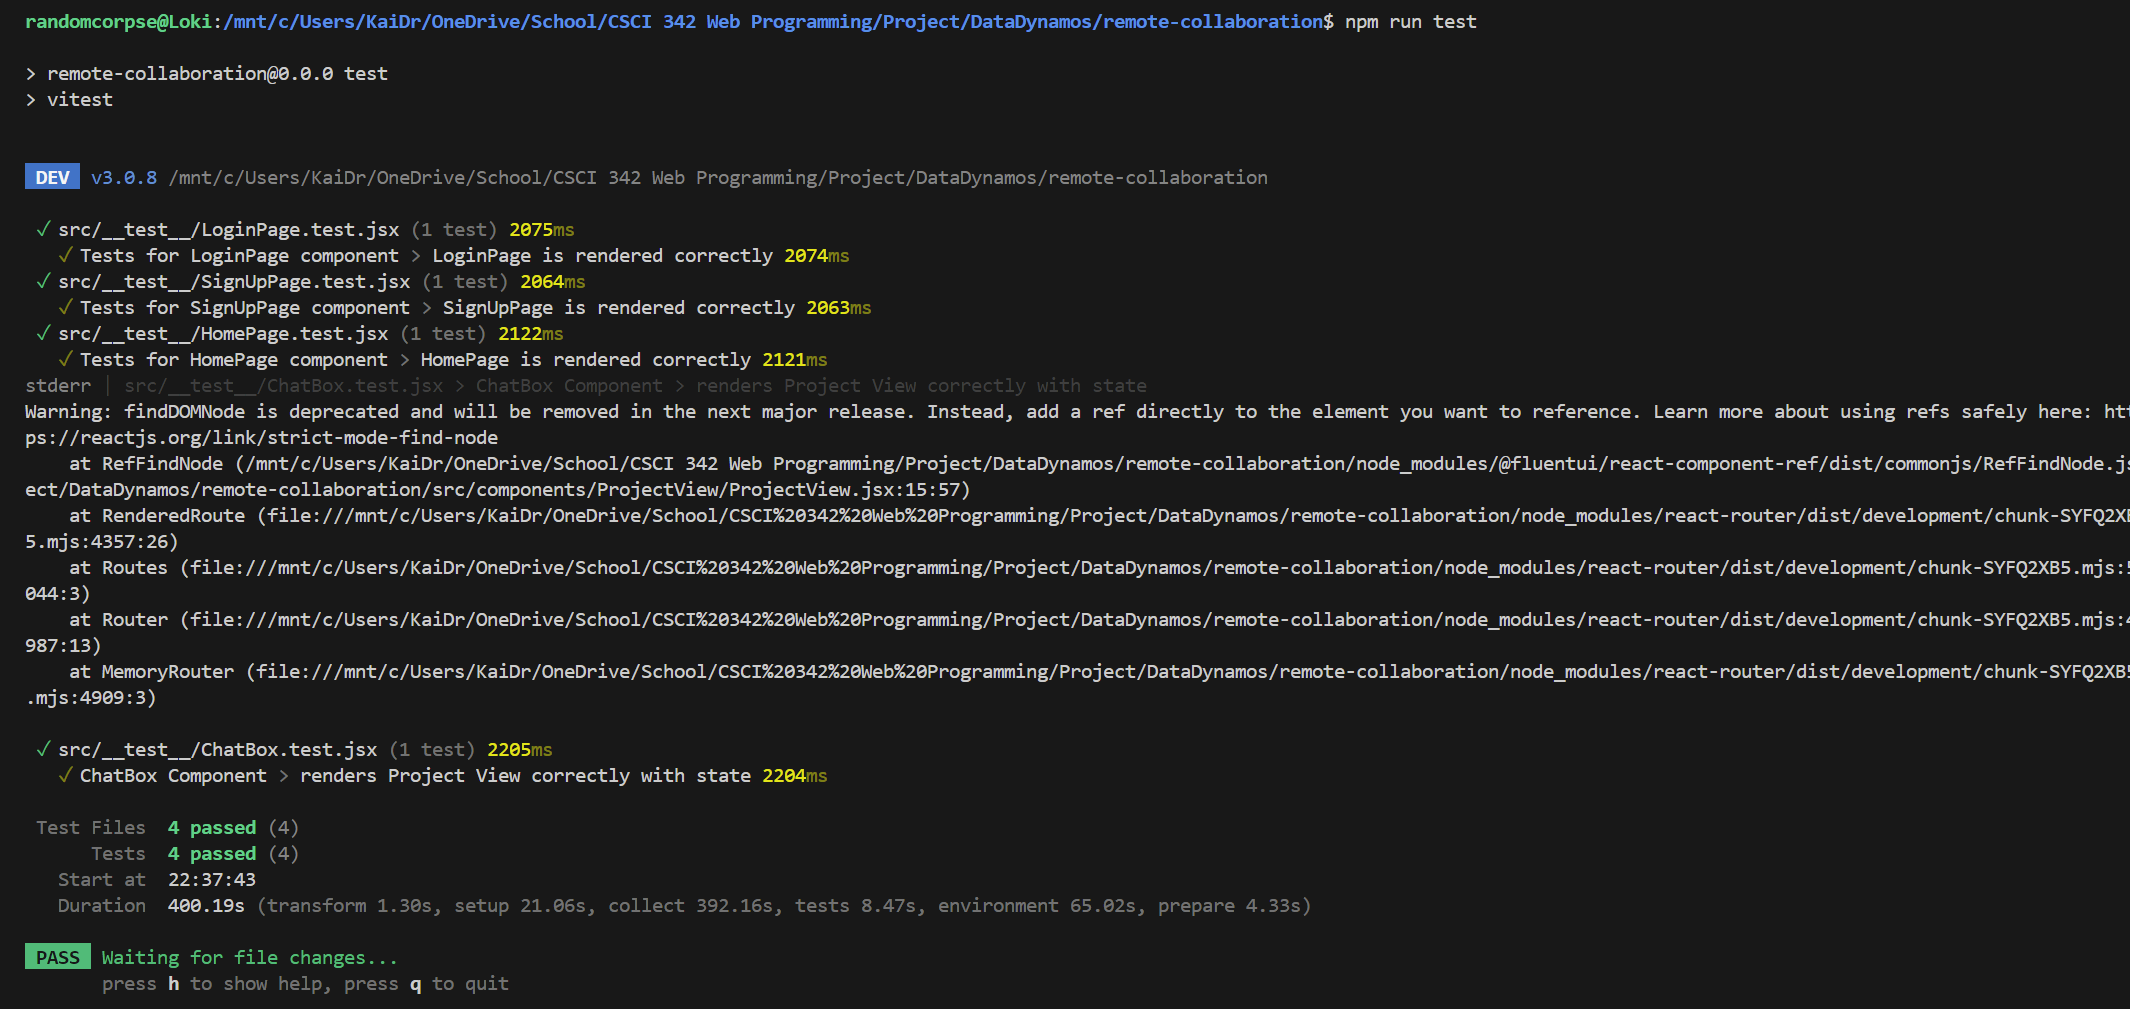 randomcorpse@Loki:/mnt/c/Users/KaiDr/OneDrive/School/CSCI 342 Web Programming/Project/DataDynamos/remote-collaboration$ npm run test
> remote-collaboration@0.0.0 test
> vitest
DEV v3.0.8 /mnt/c/Users/KaiDr/OneDrive/School/CSCI 342 Web Programming/Project/DataDynamos/remote-collaboration
✓ src/__test__/LoginPage.test.jsx (1 test) 2075ms
✓ Tests for LoginPage component > LoginPage is rendered correctly 2074ms
✓ src/__test__/SignUpPage.test.jsx (1 test) 2064ms
✓ Tests for SignUpPage component > SignUpPage is rendered correctly 2063ms
✓ src/__test__/HomePage.test.jsx (1 test) 2122ms
✓ Tests for HomePage component > HomePage is rendered correctly 2121ms
stderr | src/__test__/ChatBox.test.jsx > ChatBox Component > renders Project View correctly with state
Warning: findDOMNode is deprecated and will be removed in the next major release. Instead, add a ref directly to the element you want to reference. Learn more about using refs safely here: htt
ps://reactjs.org/link/strict-mode-find-node
at RefFindNode (/mnt/c/Users/KaiDr/OneDrive/School/CSCI 342 Web Programming/Project/DataDynamos/remote-collaboration/node_modules/@fluentui/react-component-ref/dist/commonjs/RefFindNode.js
ect/DataDynamos/remote-collaboration/src/components/ProjectView/ProjectView.jsx:15:57)
at RenderedRoute (file:///mnt/c/Users/KaiDr/OneDrive/School/CSCI%20342%20Web%20Programming/Project/DataDynamos/remote-collaboration/node_modules/react-router/dist/development/chunk-SYFQ2XB
5.mjs:4357:26)
at Routes (file:///mnt/c/Users/KaiDr/OneDrive/School/CSCI%20342%20Web%20Programming/Project/DataDynamos/remote-collaboration/node_modules/react-router/dist/development/chunk-SYFQ2XB5.mjs:5
044:3)
at Router (file:///mnt/c/Users/KaiDr/OneDrive/School/CSCI%20342%20Web%20Programming/Project/DataDynamos/remote-collaboration/node_modules/react-router/dist/development/chunk-SYFQ2XB5.mjs:4
987:13)
at MemoryRouter (file:///mnt/c/Users/KaiDr/OneDrive/School/CSCI%20342%20Web%20Programming/Project/DataDynamos/remote-collaboration/node_modules/react-router/dist/development/chunk-SYFQ2XB5
.mjs:4909:3)
✓ src/__test__/ChatBox.test.jsx (1 test) 2205ms
✓ ChatBox Component > renders Project View correctly with state 2204ms
Test Files 4 passed (4)
Tests 4 passed (4)
Start at 22:37:43
Duration 400.19s (transform 1.30s, setup 21.06s, collect 392.16s, tests 8.47s, environment 65.02s, prepare 4.33s)
PASS Waiting for file changes...
press h to show help, press q to quit